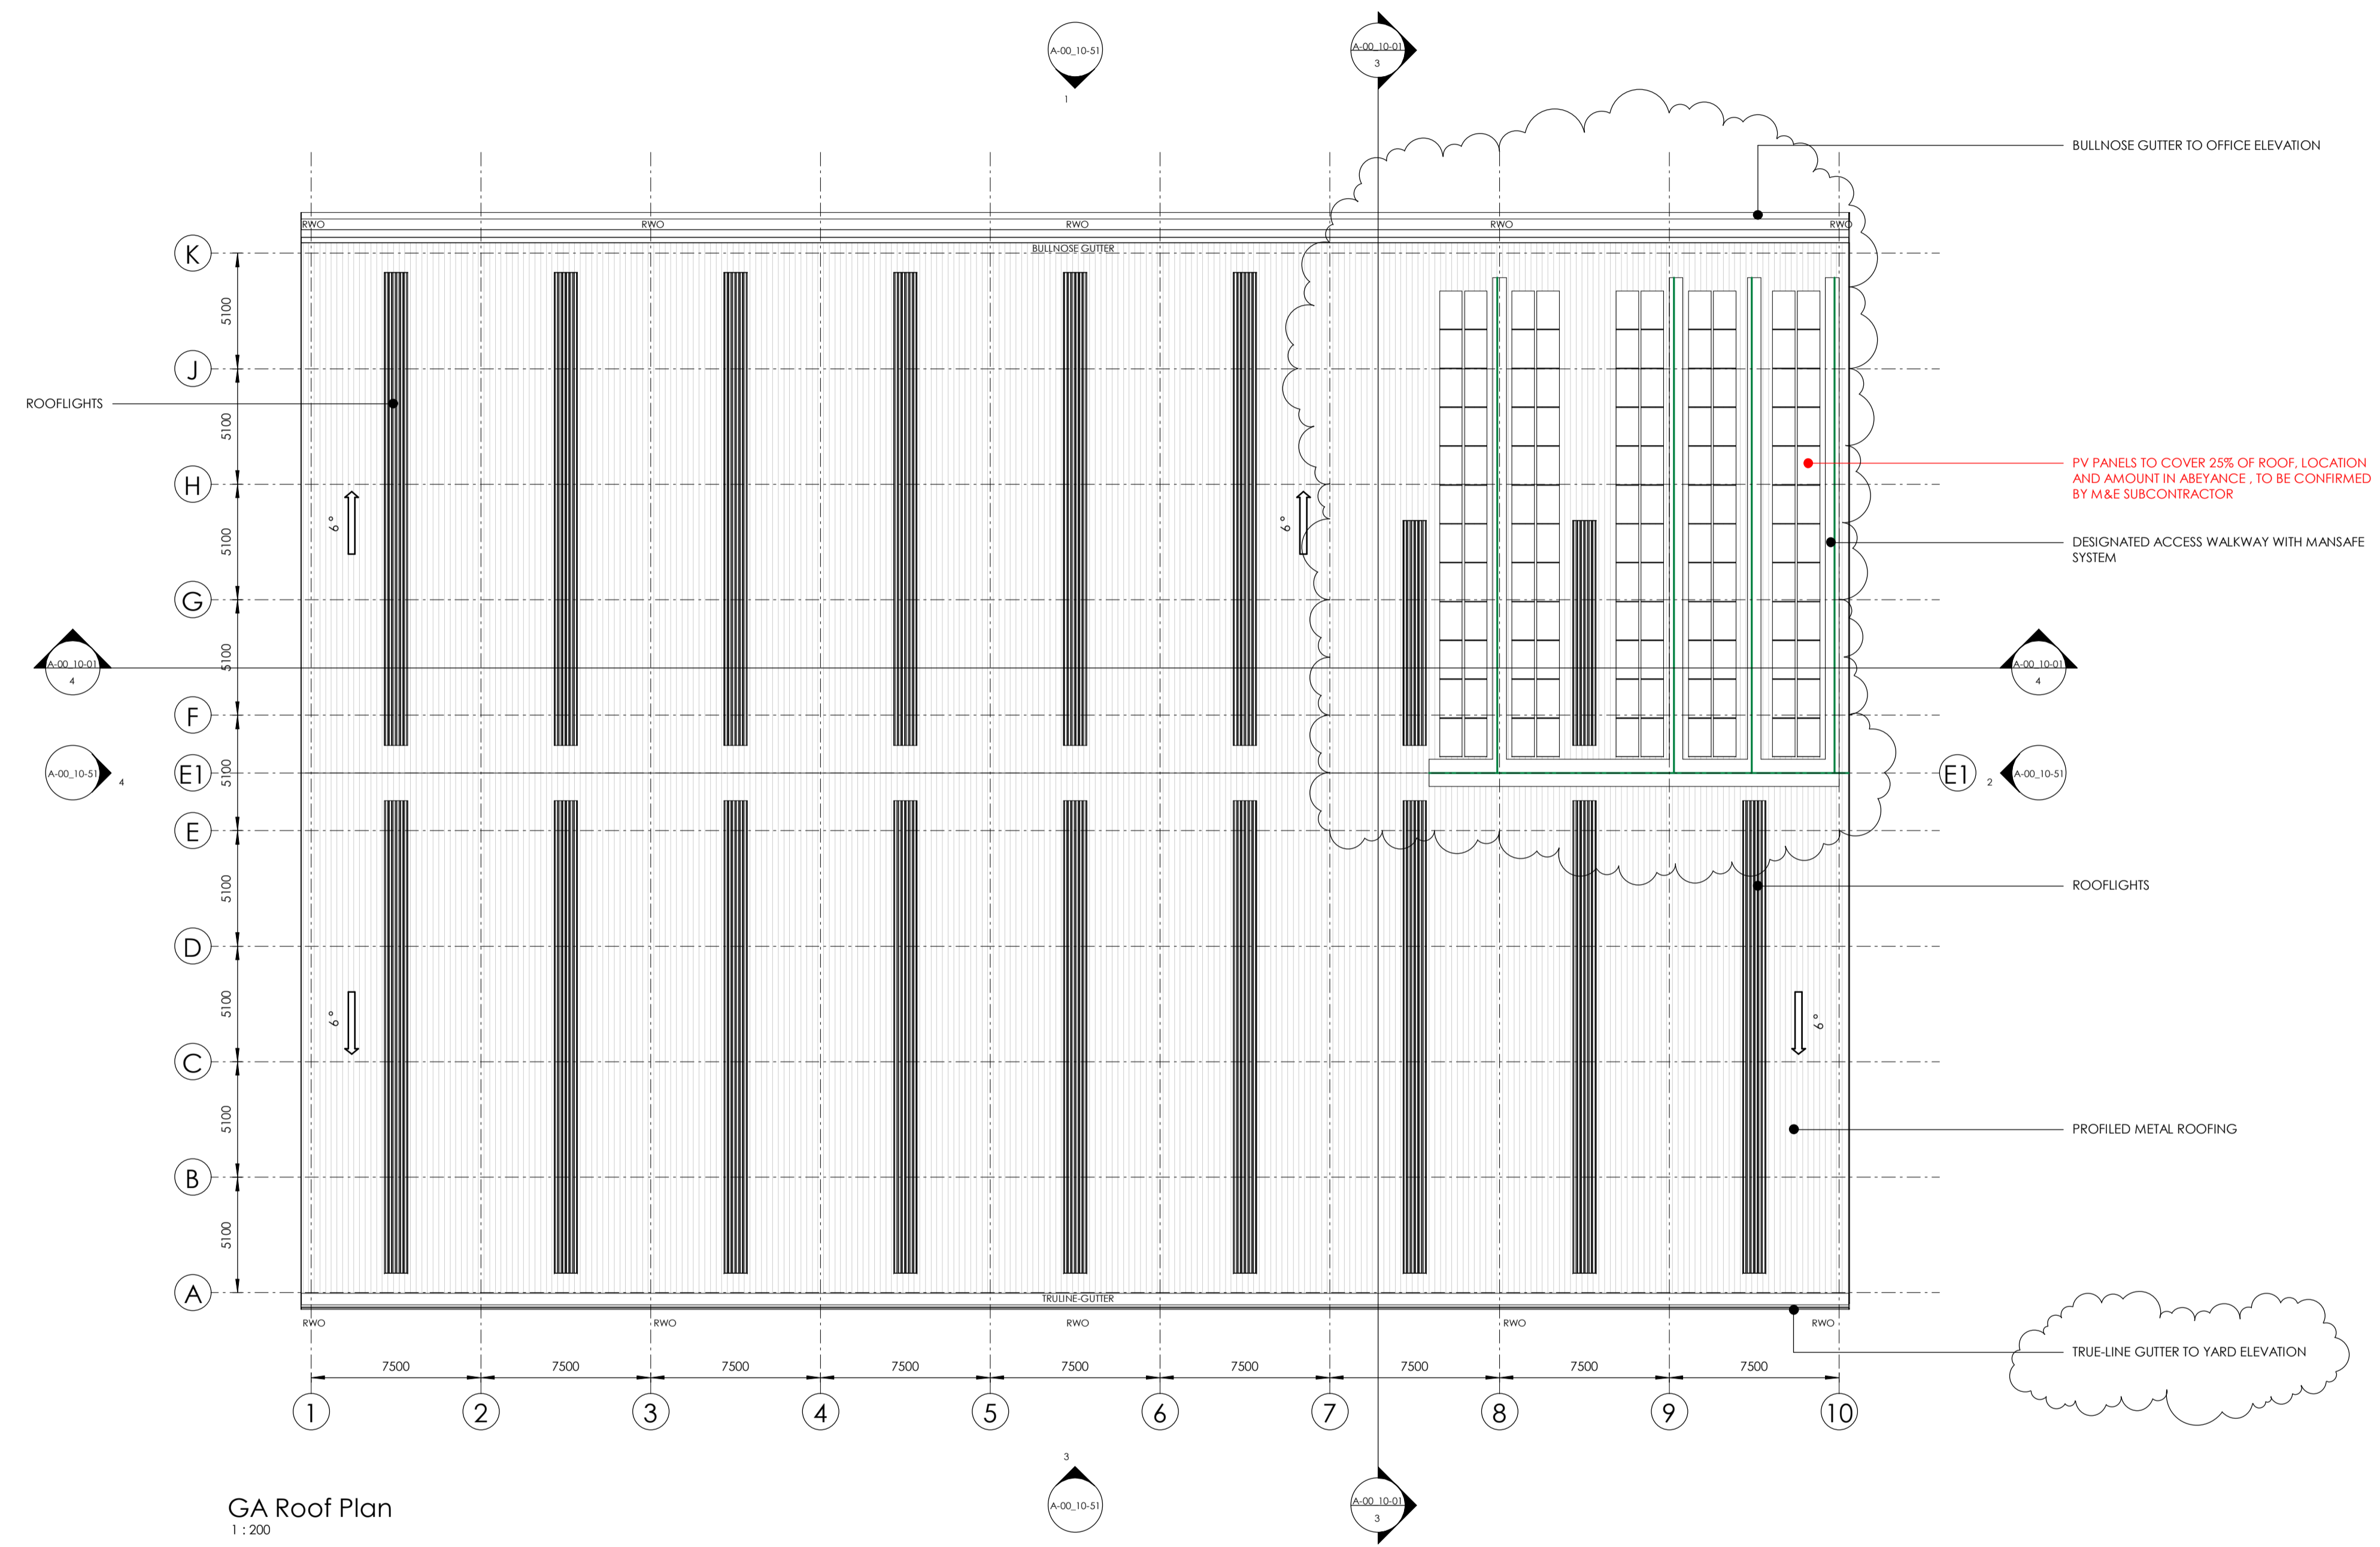 A-00_10-51
1
A-00_10-01
3
BULLNOSE GUTTER TO OFFICE ELEVATION
RWO
RWO
RWO
RWO
RWO
BULLNOSE GUTTER
K
5100
J
5100
ROOFLIGHTS
H
PV PANELS TO COVER 25% OF ROOF, LOCATION
AND AMOUNT IN ABEYANCE , TO BE CONFIRMED
BY M&E SUBCONTRACTOR
6°
6°
5100
DESIGNATED ACCESS WALKWAY WITH MANSAFE
SYSTEM
G
5100
A-00_10-01
4
A-00_10-01
4
F
5100
A-00_10-51
4
E1
E1
2
A-00_10-51
E
5100
ROOFLIGHTS
D
5100
6°
6°
C
5100
PROFILED METAL ROOFING
B
5100
A
TRULINE-GUTTER
RWO
RWO
RWO
RWO
RWO
TRUE-LINE GUTTER TO YARD ELEVATION
7500
7500
7500
7500
7500
7500
7500
7500
7500
1
2
3
4
5
6
7
8
9
10
3
A-00_10-51
A-00_10-01
3
GA Roof Plan
1 : 200